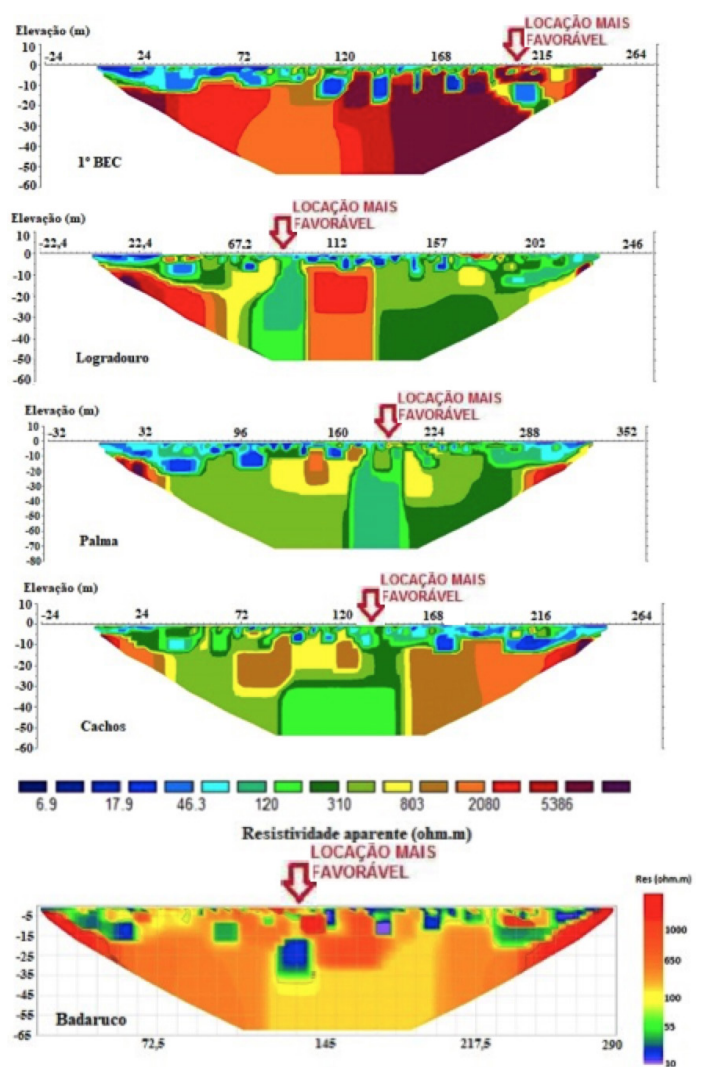 LOCAÇÃO MAIS
FAVORÁVEL
Elevação (m)
-24 24 72 120 168 215 264
10
0
-10
-20
-30
-40
-50
-60
1º BEC
LOCAÇÃO MAIS
FAVORÁVEL
Elevação (m)
-22,4 22,4 67,2 112 157 202 246
10
0
-10
-20
-30
-40
-50
-60
Logradouro
LOCAÇÃO MAIS
FAVORÁVEL
Elevação (m)
-32 32 96 160 224 288 352
10
0
-10
-20
-30
-40
-50
-60
-70
-80
Palma
LOCAÇÃO MAIS
FAVORÁVEL
Elevação (m)
-24 24 72 120 168 216 264
10
0
-10
-20
-30
-40
-50
-60
Cachos
6.9 17.9 46.3 120 310 803 2080 5386
Resistividade aparente (ohm.m)
LOCAÇÃO MAIS
FAVORÁVEL
-5
-15
-25
-35
-45
-55
-65
Badaruco
72,5 145 217,5 290
Res (ohm.m)
1000
650
100
55
10